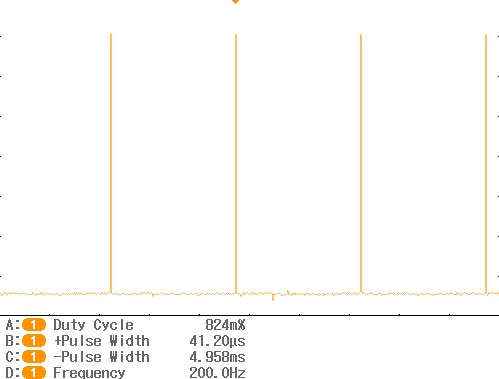 A: 1 Duty Cycle 824m%
B: 1 +Pulse Width 41.20µs
C: 1 -Pulse Width 4.958ms
D: 1 Frequency 200.0Hz